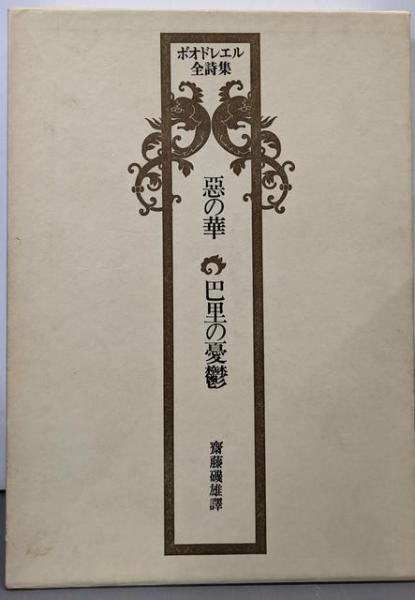 ボオドレエル
全詩集
惡の華
巴里の憂鬱
齋藤磯雄譯